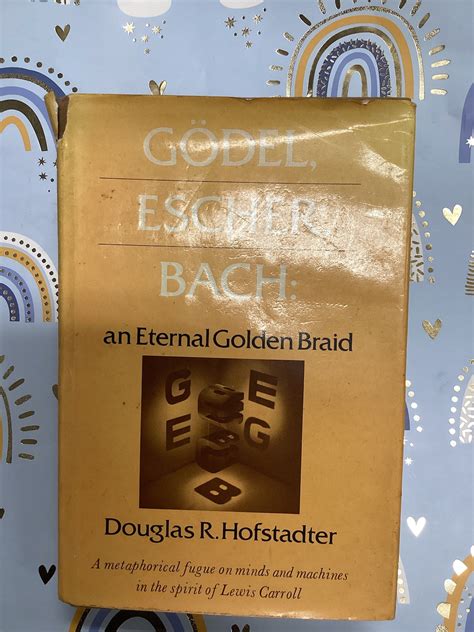 GÖDEL,
ESCHER,
BACH:
an Eternal Golden Braid
G E
E G
B
Douglas R. Hofstadter
A metaphorical fugue on minds and machines
in the spirit of Lewis Carroll